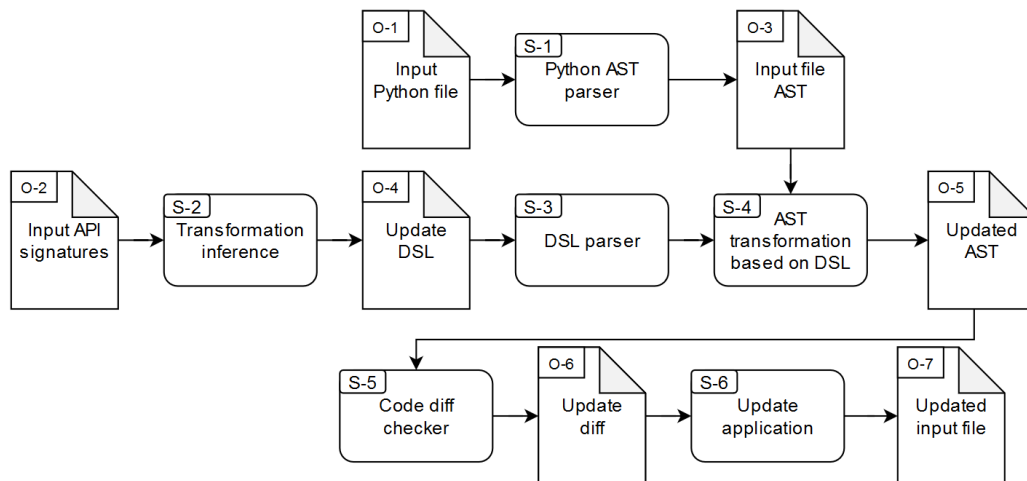 O-1
Input
Python file
S-1
Python AST
parser
O-3
Input file
AST
O-2
Input API
signatures
S-2
Transformation
inference
O-4
Update
DSL
S-3
DSL parser
S-4
AST
transformation
based on DSL
O-5
Updated
AST
S-5
Code diff
checker
O-6
Update
diff
S-6
Update
application
O-7
Updated
input file